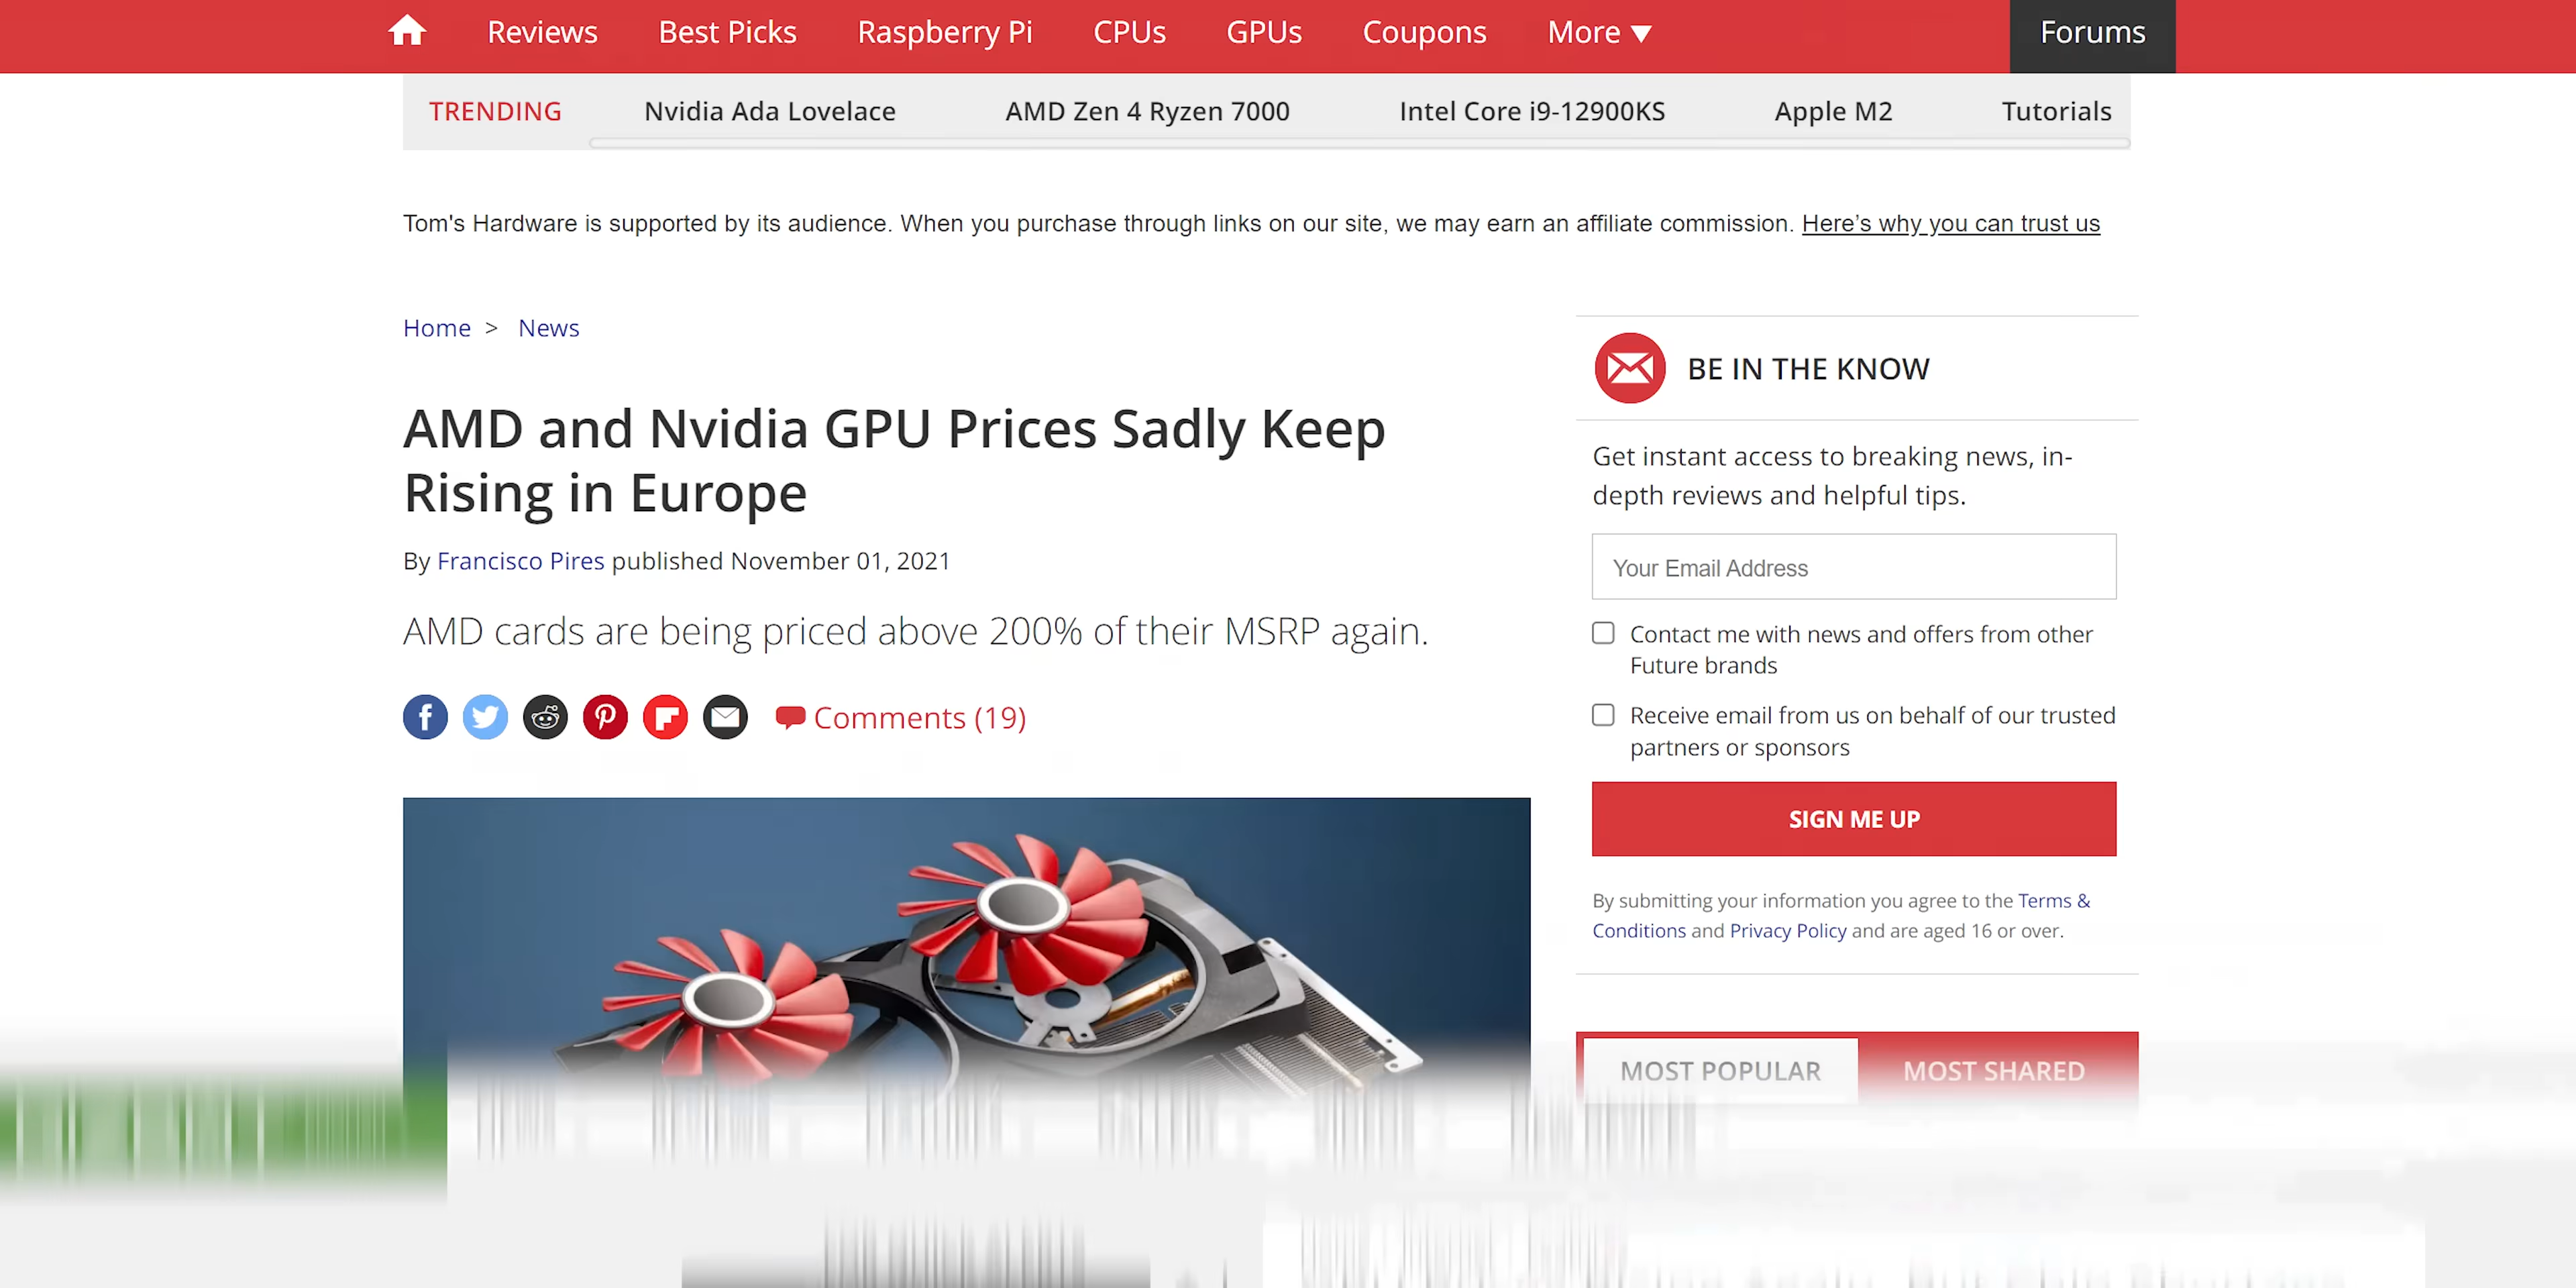 Reviews Best Picks Raspberry Pi CPUs GPUs Coupons More ▼ Forums
TRENDING Nvidia Ada Lovelace AMD Zen 4 Ryzen 7000 Intel Core i9-12900KS Apple M2 Tutorials
Tom's Hardware is supported by its audience. When you purchase through links on our site, we may earn an affiliate commission. Here's why you can trust us
Home > News
AMD and Nvidia GPU Prices Sadly Keep
Rising in Europe
By Francisco Pires published November 01, 2021
AMD cards are being priced above 200% of their MSRP again.
Comments (19)
BE IN THE KNOW
Get instant access to breaking news, in-
depth reviews and helpful tips.
Your Email Address
Contact me with news and offers from other
Future brands
Receive email from us on behalf of our trusted
partners or sponsors
SIGN ME UP
By submitting your information you agree to the Terms &
Conditions and Privacy Policy and are aged 16 or over.
MOST POPULAR MOST SHARED